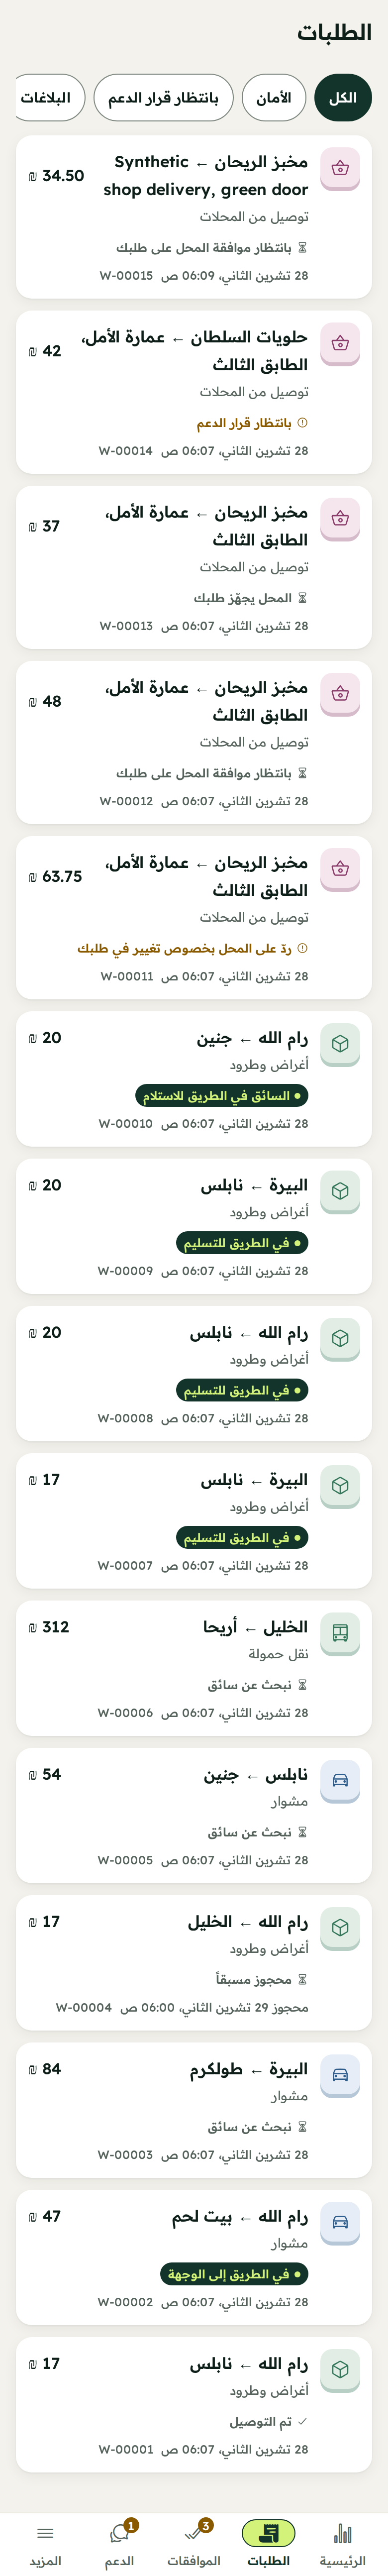 الطلبات
الكل
الأمان
بانتظار قرار الدعم
البلاغات
مخبز الريحان ← Synthetic
shop delivery, green door
34.50 ₪
توصيل من المحلات
بانتظار موافقة المحل على طلبك
28 تشرين الثاني، 06:09 ص W-00015
حلويات السلطان ← عمارة الأمل،
الطابق الثالث
42 ₪
توصيل من المحلات
بانتظار قرار الدعم
28 تشرين الثاني، 06:07 ص W-00014
مخبز الريحان ← عمارة الأمل،
الطابق الثالث
37 ₪
توصيل من المحلات
المحل يجهّز طلبك
28 تشرين الثاني، 06:07 ص W-00013
مخبز الريحان ← عمارة الأمل،
الطابق الثالث
48 ₪
توصيل من المحلات
بانتظار موافقة المحل على طلبك
28 تشرين الثاني، 06:07 ص W-00012
مخبز الريحان ← عمارة الأمل،
الطابق الثالث
63.75 ₪
توصيل من المحلات
ردّ على المحل بخصوص تغيير في طلبك
28 تشرين الثاني، 06:07 ص W-00011
رام الله ← جنين
20 ₪
أغراض وطرود
السائق في الطريق للاستلام
28 تشرين الثاني، 06:07 ص W-00010
البيرة ← نابلس
20 ₪
أغراض وطرود
في الطريق للتسليم
28 تشرين الثاني، 06:07 ص W-00009
رام الله ← نابلس
20 ₪
أغراض وطرود
في الطريق للتسليم
28 تشرين الثاني، 06:07 ص W-00008
البيرة ← نابلس
17 ₪
أغراض وطرود
في الطريق للتسليم
28 تشرين الثاني، 06:07 ص W-00007
الخليل ← أريحا
312 ₪
نقل حمولة
نبحث عن سائق
28 تشرين الثاني، 06:07 ص W-00006
نابلس ← جنين
54 ₪
مشوار
نبحث عن سائق
28 تشرين الثاني، 06:07 ص W-00005
رام الله ← الخليل
17 ₪
أغراض وطرود
محجوز مسبقاً
محجوز 29 تشرين الثاني، 06:00 ص W-00004
البيرة ← طولكرم
84 ₪
مشوار
نبحث عن سائق
28 تشرين الثاني، 06:07 ص W-00003
رام الله ← بيت لحم
47 ₪
مشوار
في الطريق إلى الوجهة
28 تشرين الثاني، 06:07 ص W-00002
رام الله ← نابلس
17 ₪
أغراض وطرود
تم التوصيل
28 تشرين الثاني، 06:07 ص W-00001
الرئيسية
الطلبات
3
الموافقات
1
الدعم
المزيد